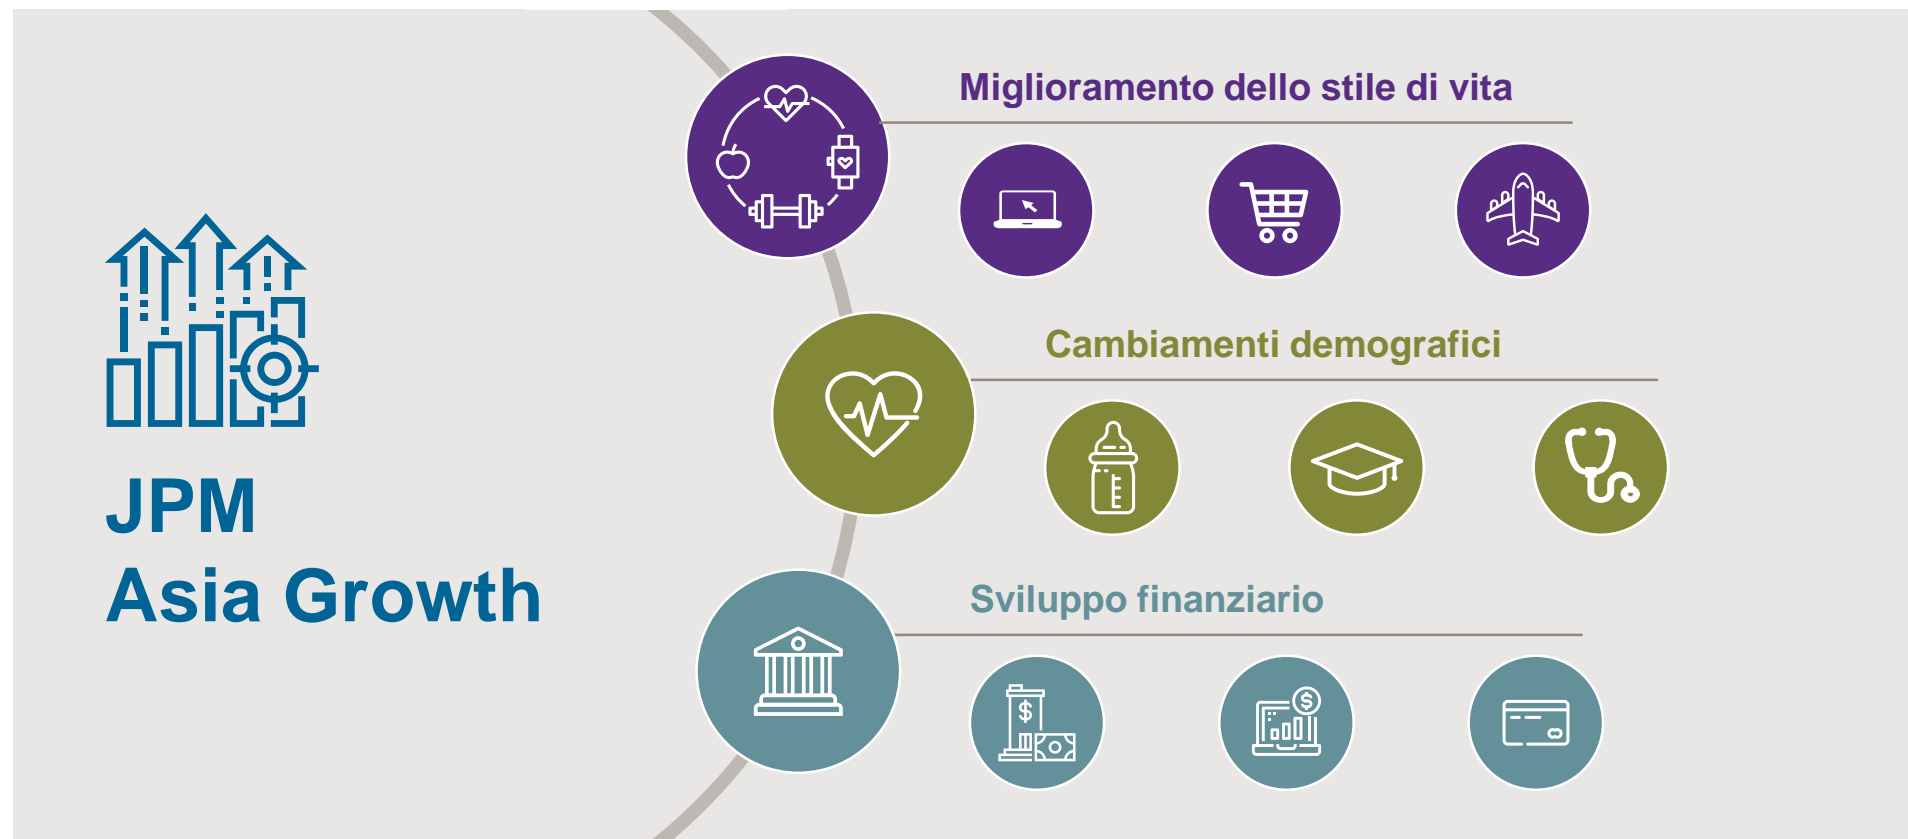 JPM
Asia Growth
Miglioramento dello stile di vita
Cambiamenti demografici
Sviluppo finanziario